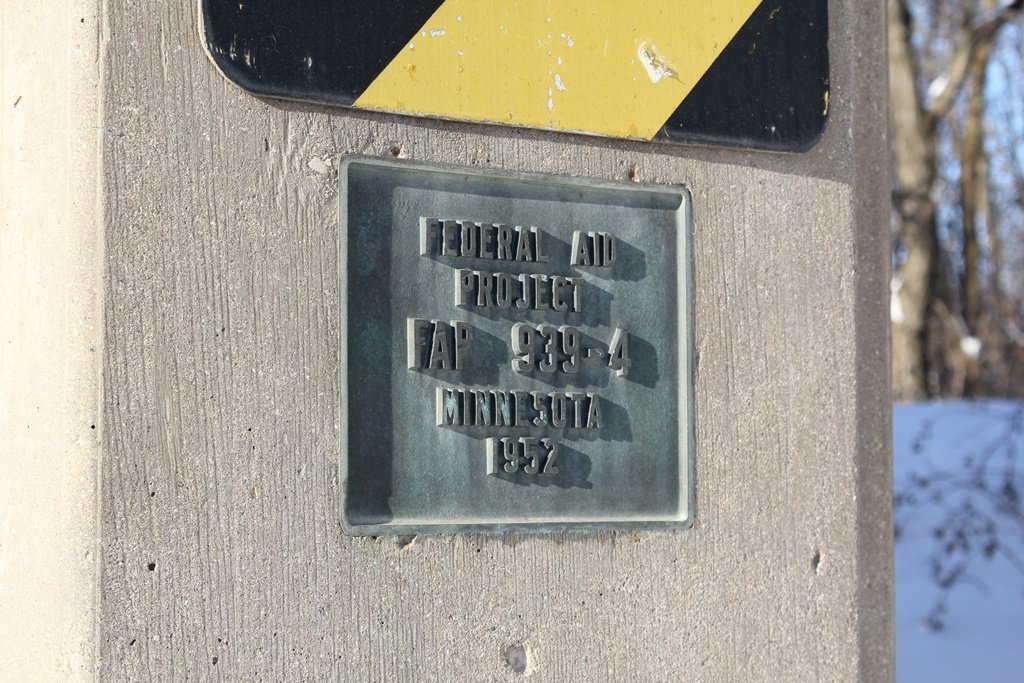 FEDERAL AID
PROJECT
FAP 939-4
MINNESOTA
1952